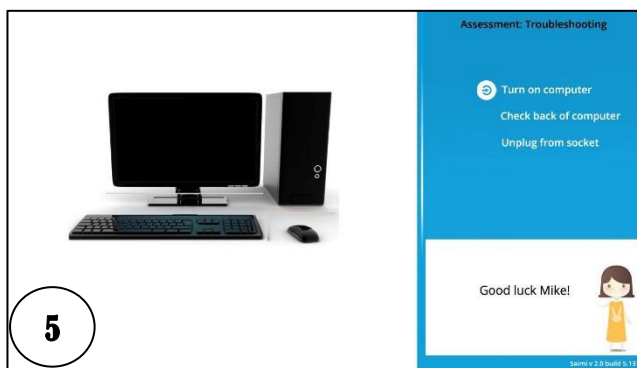 Assessment: Troubleshooting
Turn on computer
Check back of computer
Unplug from socket
Good luck Mike!
5
Saimi v 2.0 build 5.13